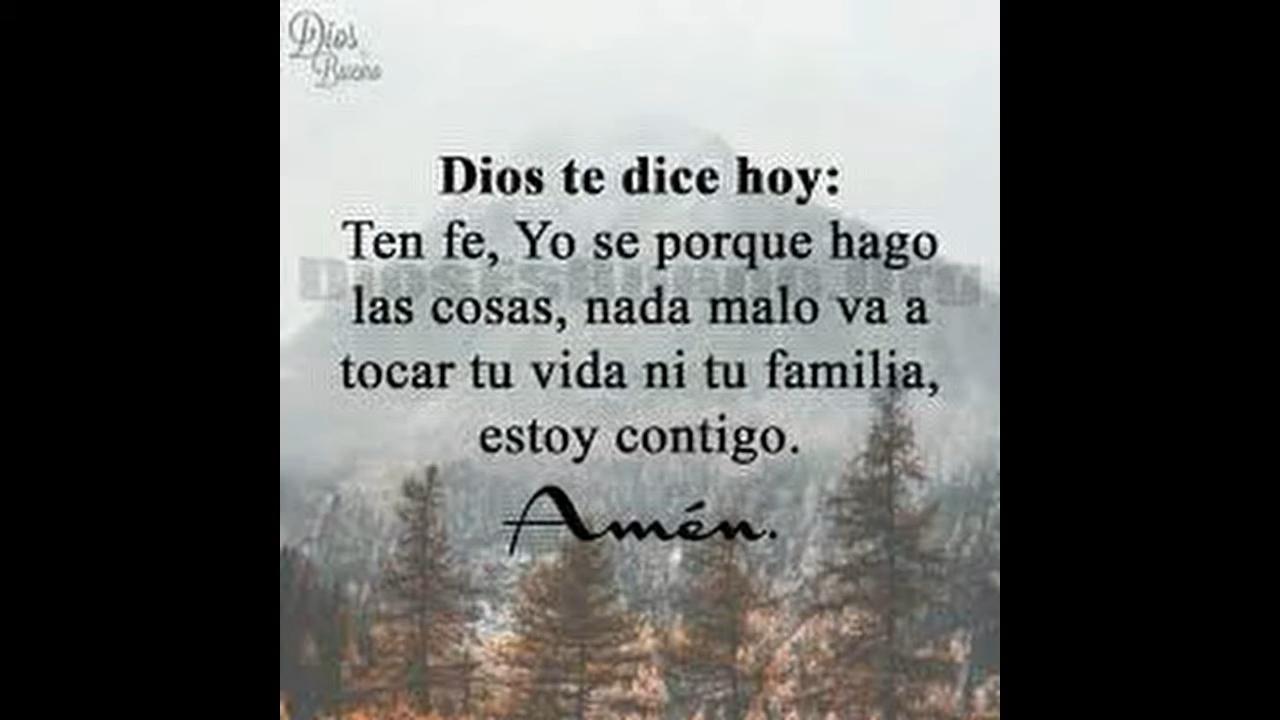 Dios
Bueno
Dios te dice hoy:
Ten fe, Yo se porque hago
las cosas, nada malo va a
tocar tu vida ni tu familia,
estoy contigo.
Amén.